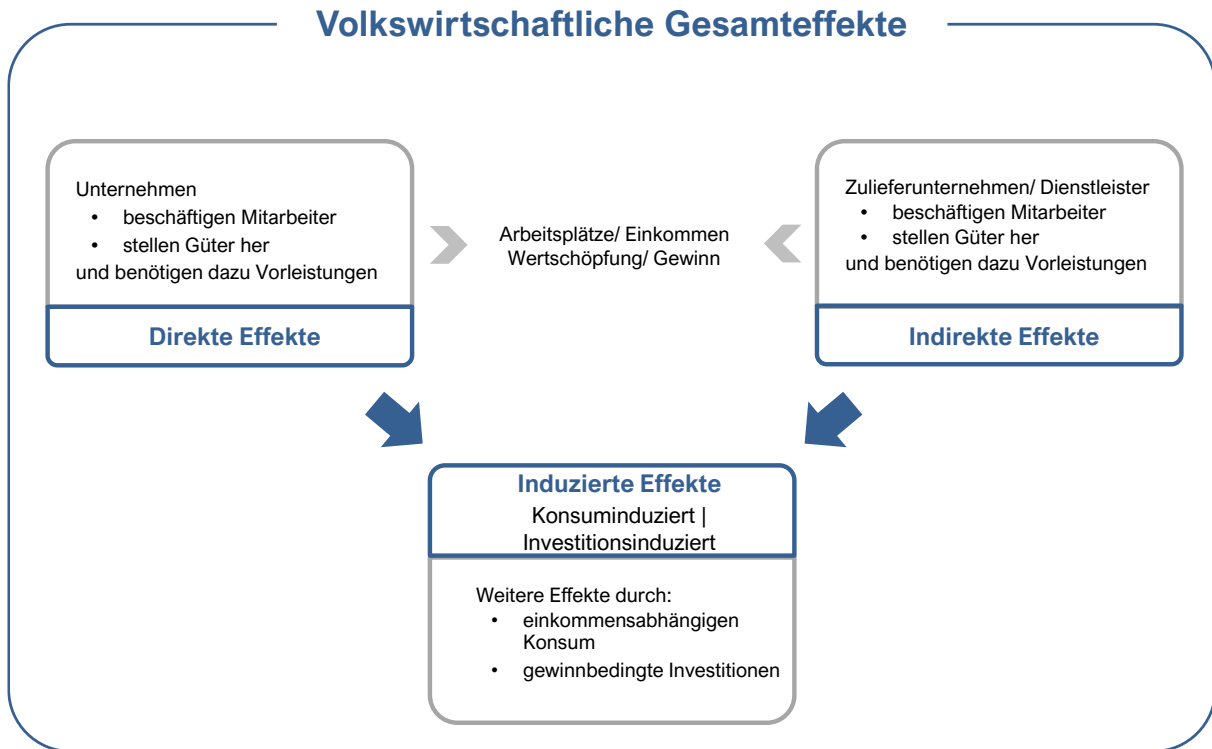 Volkswirtschaftliche Gesamteffekte
Unternehmen
• beschäftigen Mitarbeiter
• stellen Güter her
und benötigen dazu Vorleistungen
Direkte Effekte
Arbeitsplätze/ Einkommen
Wertschöpfung/ Gewinn
Zulieferunternehmen/ Dienstleister
• beschäftigen Mitarbeiter
• stellen Güter her
und benötigen dazu Vorleistungen
Indirekte Effekte
Induzierte Effekte
Konsuminduziert |
Investitionsinduziert
Weitere Effekte durch:
• einkommensabhängigen
Konsum
• gewinnbedingte Investitionen